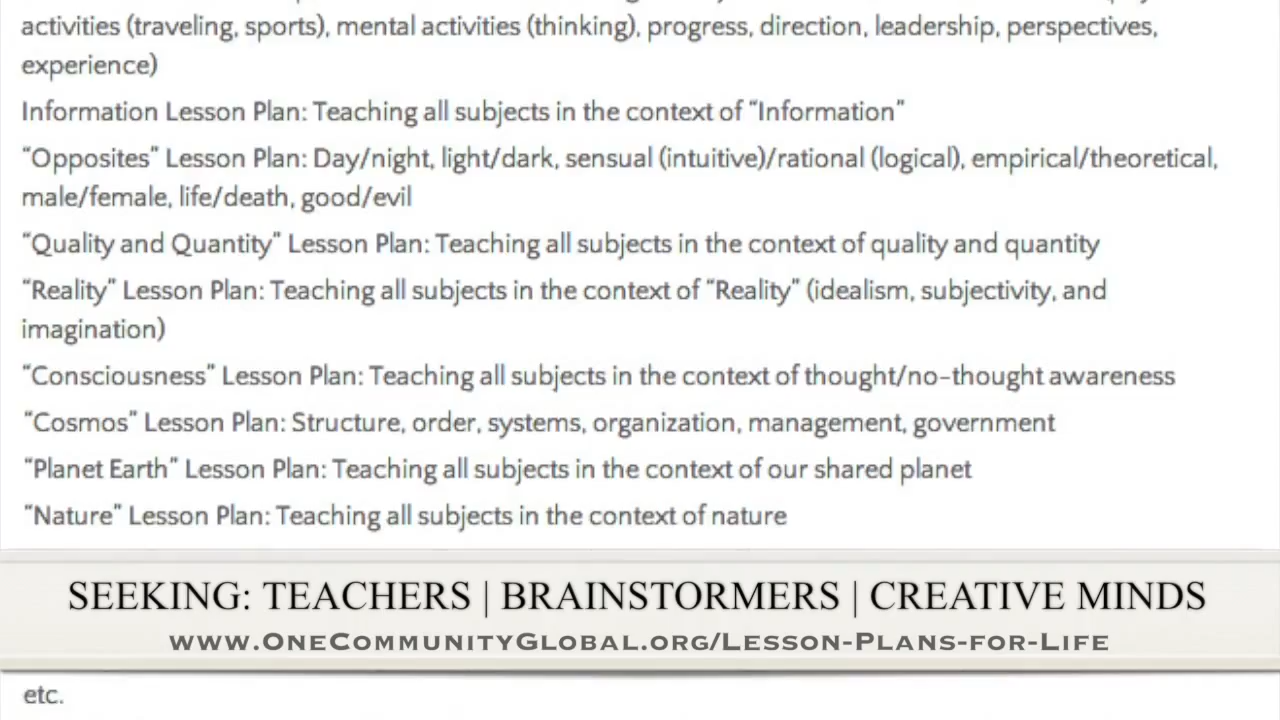 activities (traveling, sports), mental activities (thinking), progress, direction, leadership, perspectives,
experience)
Information Lesson Plan: Teaching all subjects in the context of “Information”
“Opposites” Lesson Plan: Day/night, light/dark, sensual (intuitive)/rational (logical), empirical/theoretical,
male/female, life/death, good/evil
“Quality and Quantity” Lesson Plan: Teaching all subjects in the context of quality and quantity
“Reality” Lesson Plan: Teaching all subjects in the context of “Reality” (idealism, subjectivity, and
imagination)
“Consciousness” Lesson Plan: Teaching all subjects in the context of thought/no-thought awareness
“Cosmos” Lesson Plan: Structure, order, systems, organization, management, government
“Planet Earth” Lesson Plan: Teaching all subjects in the context of our shared planet
“Nature” Lesson Plan: Teaching all subjects in the context of nature
SEEKING: TEACHERS | BRAINSTORMERS | CREATIVE MINDS
www.OneCommunityGlobal.org/Lesson-Plans-for-Life
etc.